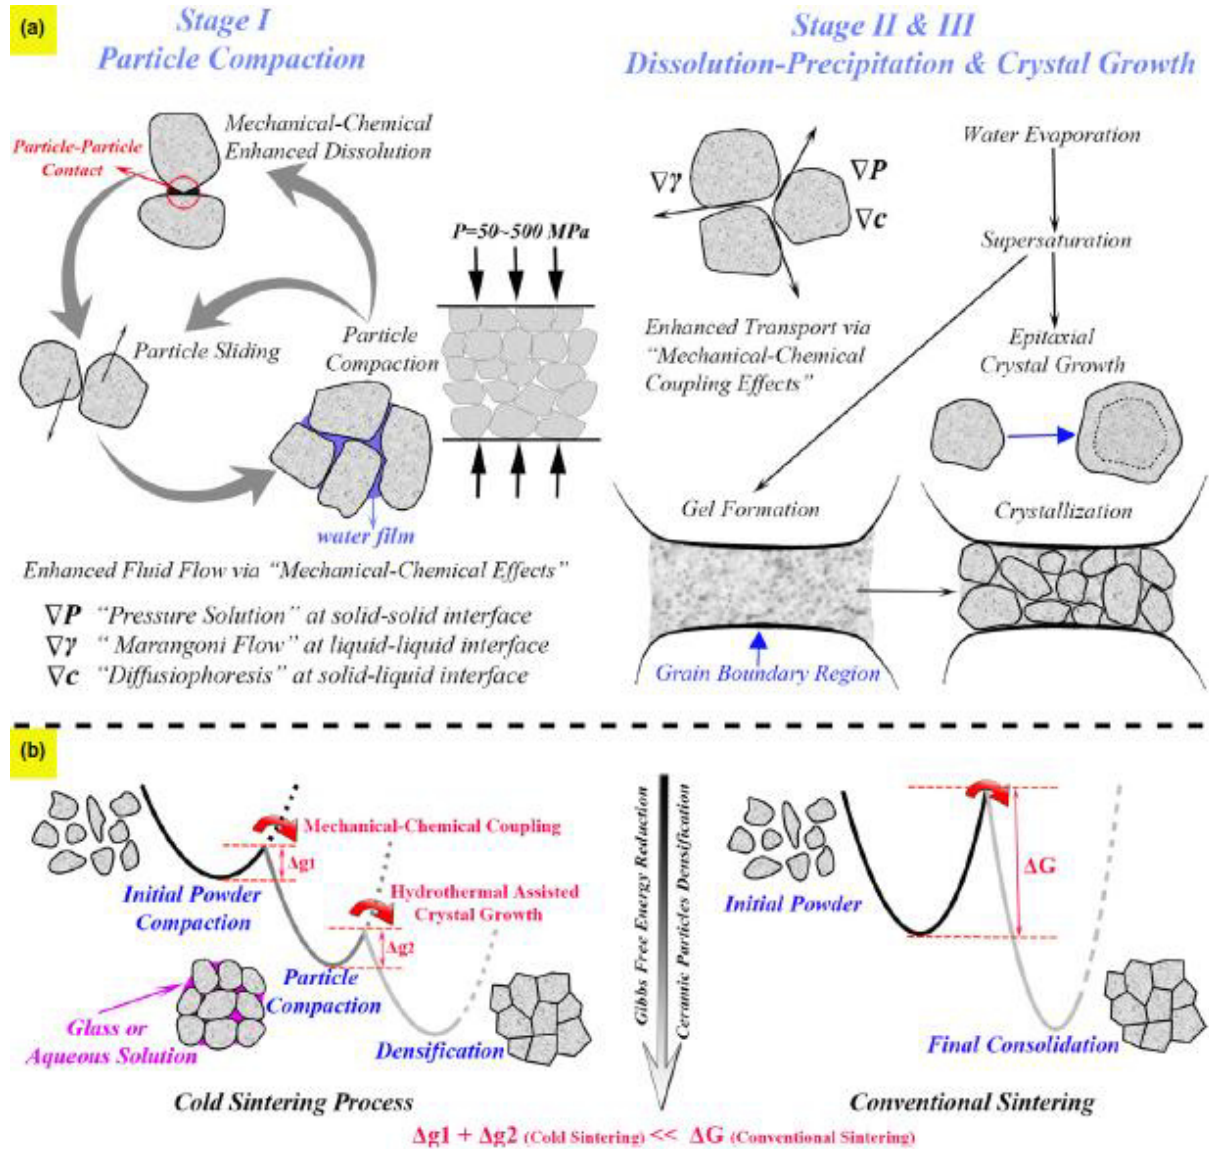 (a)
Stage I
Particle Compaction
Mechanical-Chemical
Enhanced Dissolution
Particle-Particle
Contact
P=50~500 MPa
Particle Sliding
Particle
Compaction
water film
Enhanced Fluid Flow via “Mechanical-Chemical Effects”
∇P “Pressure Solution” at solid-solid interface
∇γ “ Marangoni Flow” at liquid-liquid interface
∇c “Diffusiophoresis” at solid-liquid interface
Stage II & III
Dissolution-Precipitation & Crystal Growth
∇γ
∇P
∇c
Enhanced Transport via
“Mechanical-Chemical
Coupling Effects”
Water Evaporation
Supersaturation
Epitaxial
Crystal Growth
Gel Formation
Crystallization
Grain Boundary Region
(b)
Mechanical-Chemical Coupling
Δg1
Initial Powder
Compaction
Hydrothermal Assisted
Crystal Growth
Δg2
Particle
Compaction
Glass or
Aqueous Solution
Densification
Cold Sintering Process
Gibbs Free Energy Reduction
Ceramic Particles Densification
ΔG
Initial Powder
Final Consolidation
Conventional Sintering
Δg1 + Δg2 (Cold Sintering) << ΔG (Conventional Sintering)